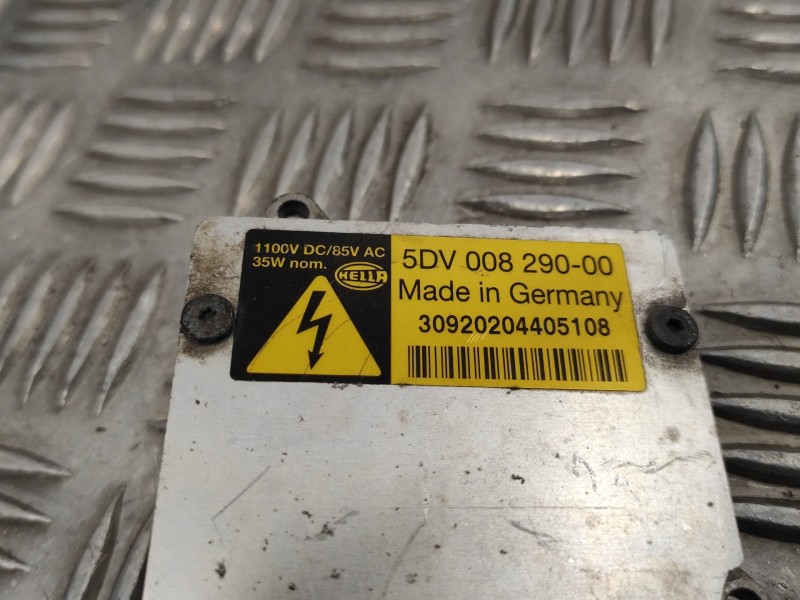 1100V DC/85V AC
35W nom.
HELLA
5DV 008 290-00
Made in Germany
30920204405108